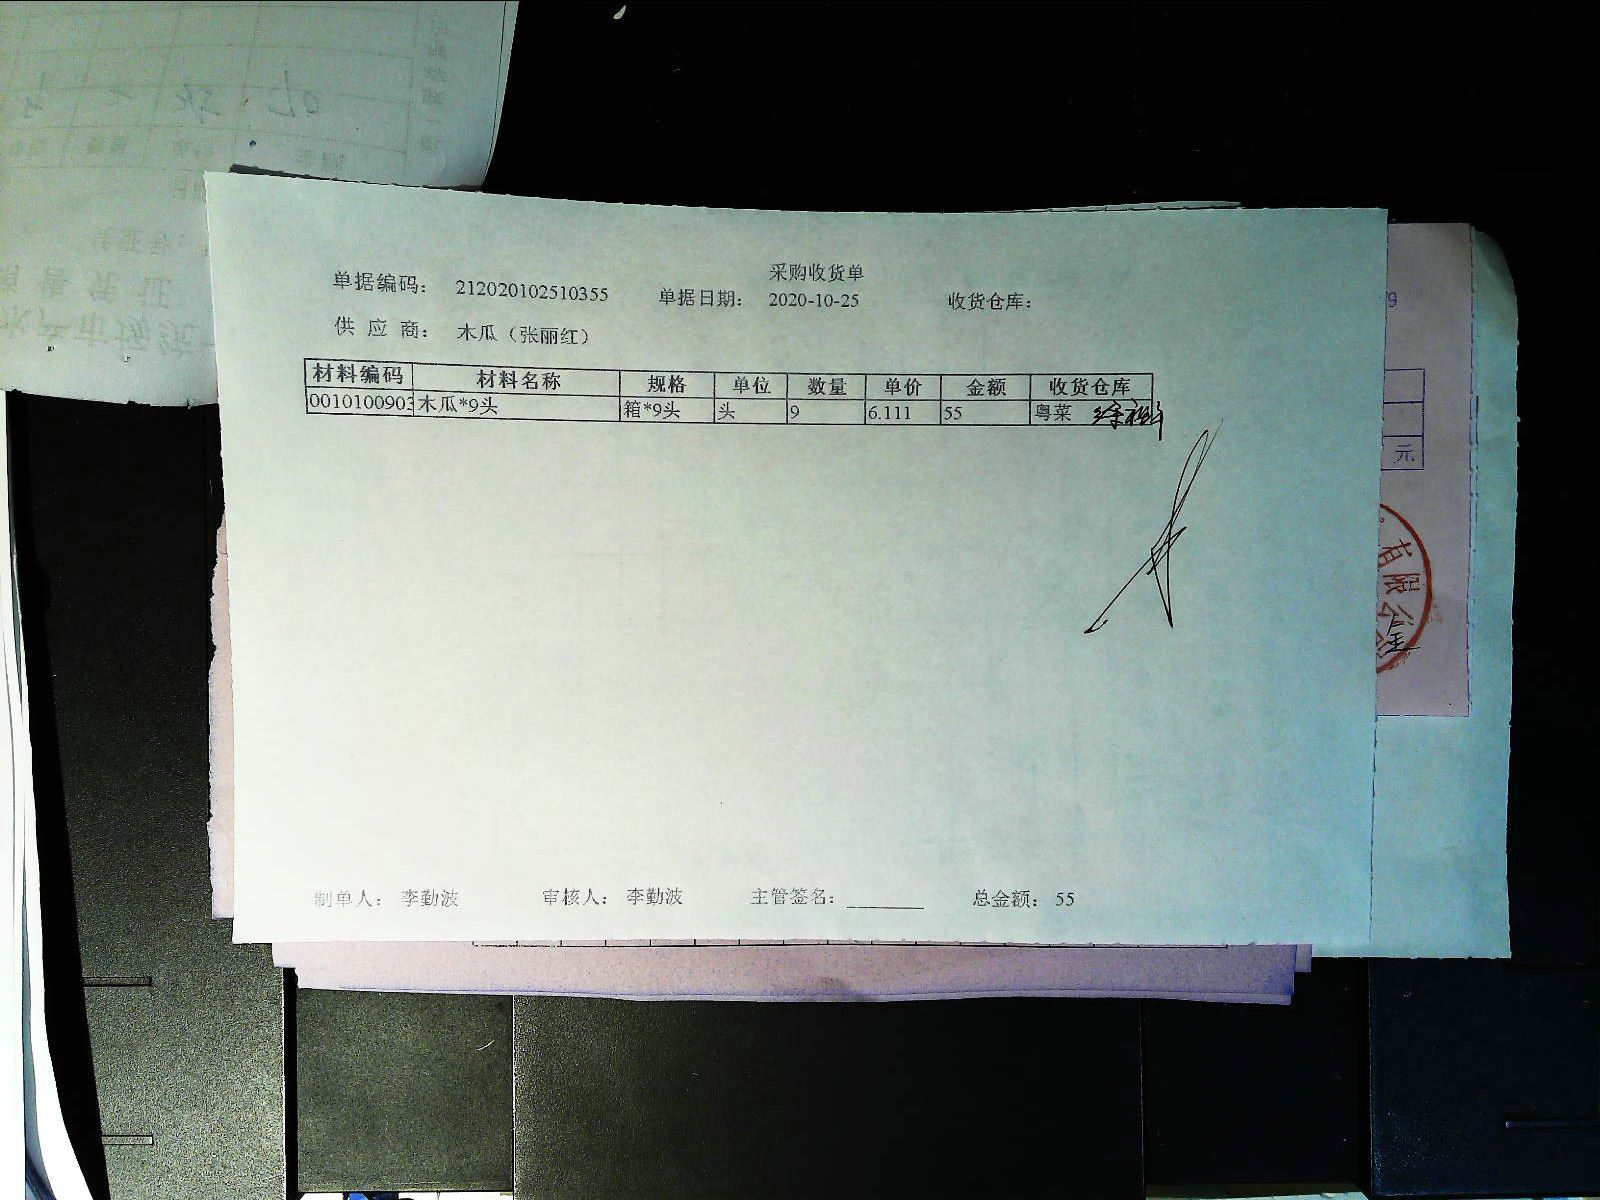 采购收货单
单据编码： 212020102510355 单据日期： 2020-10-25 收货仓库：
供 应 商： 木瓜（张丽红）
材料编码 材料名称 规格 单位 数量 单价 金额 收货仓库
0010100903 木瓜*9头 箱*9头 头 9 6.111 55 粤菜
制单人： 李勤波 审核人： 李勤波 主管签名： 总金额： 55
元
有限公